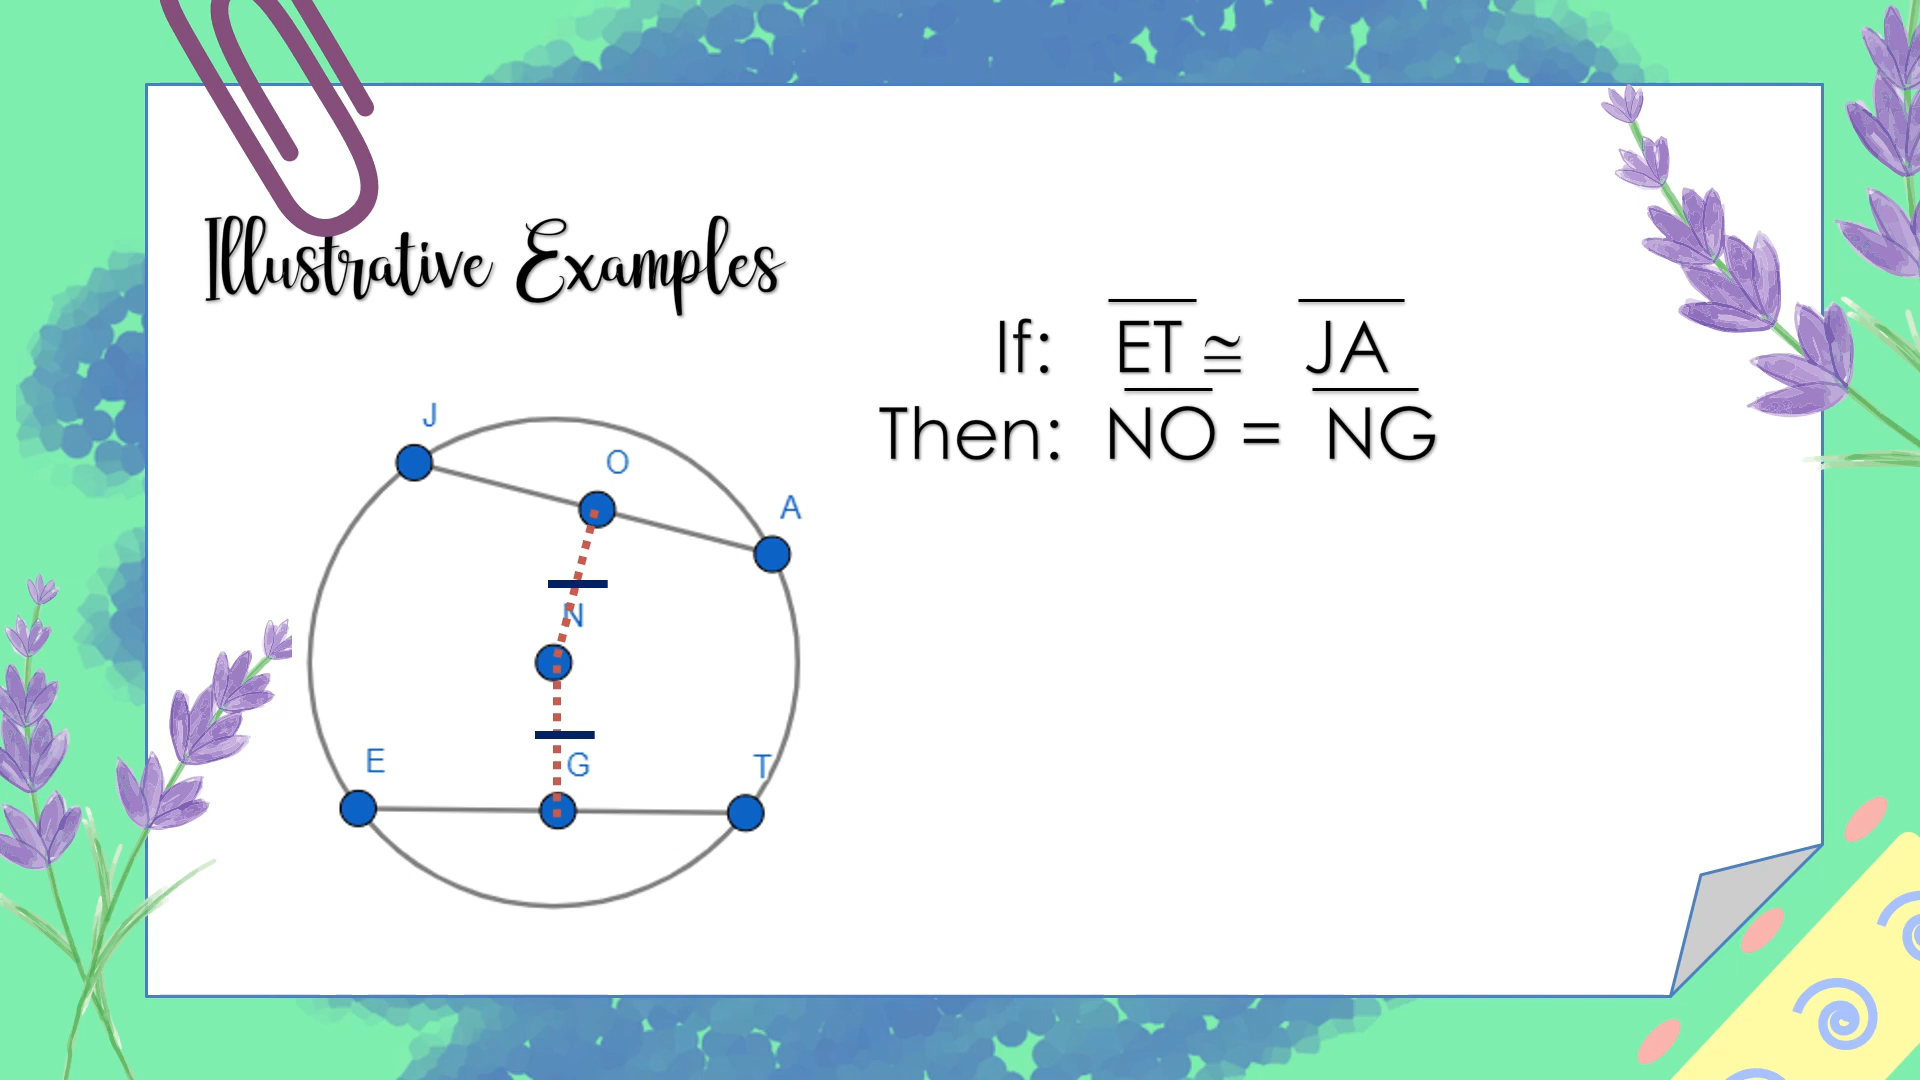 Illustrative Examples
If: ET ≅ JA
Then: NO = NG
J
O
A
N
E
G
T